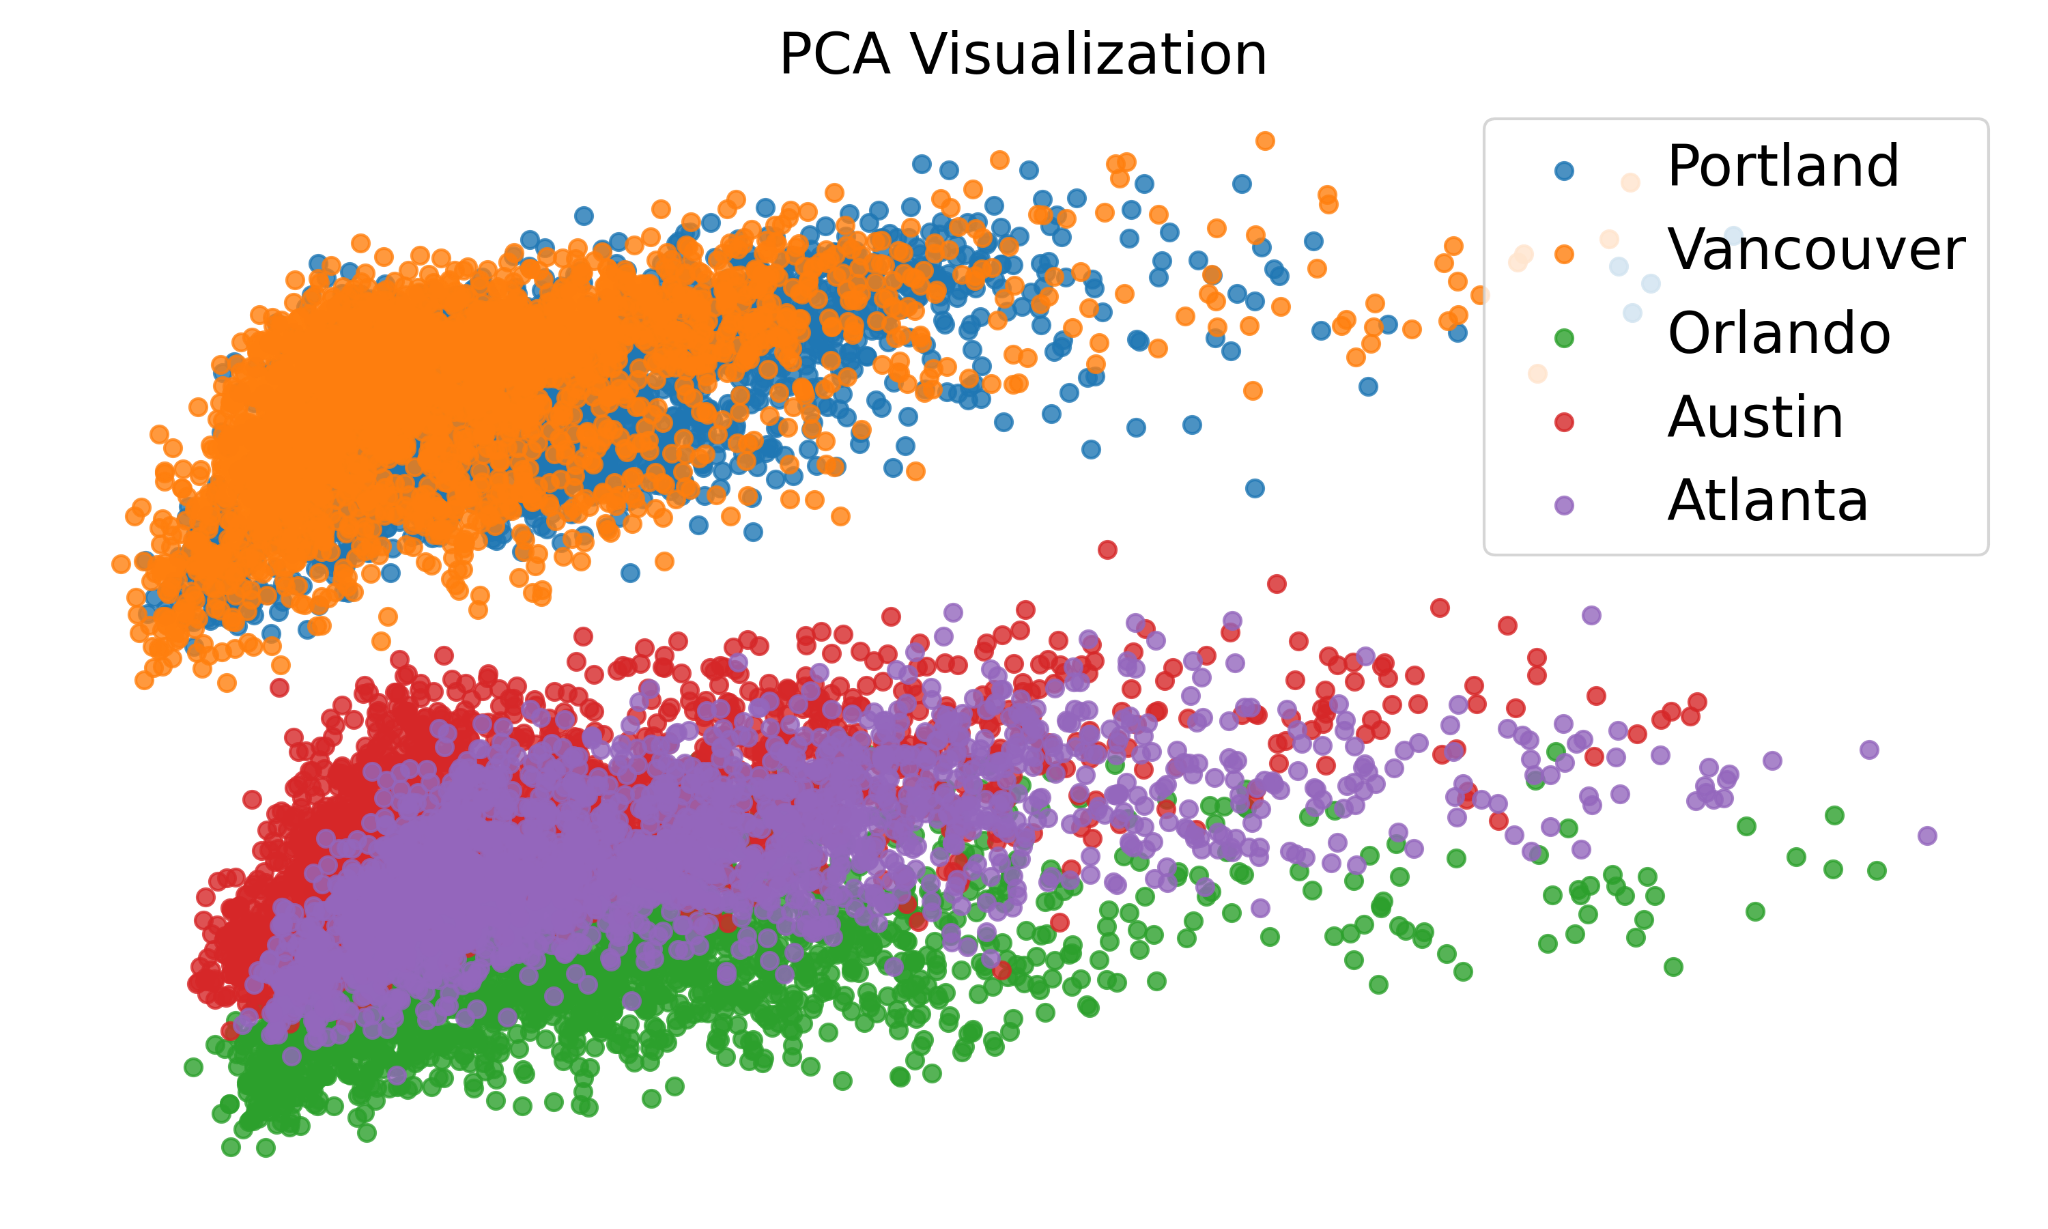 PCA Visualization
Portland
Vancouver
Orlando
Austin
Atlanta